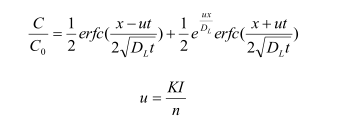 C/C₀ = 1/2 erfc((x − ut)/(2√(D_L t))) + 1/2 e^(ux/D_L) erfc((x + ut)/(2√(D_L t)))
u = KI/n